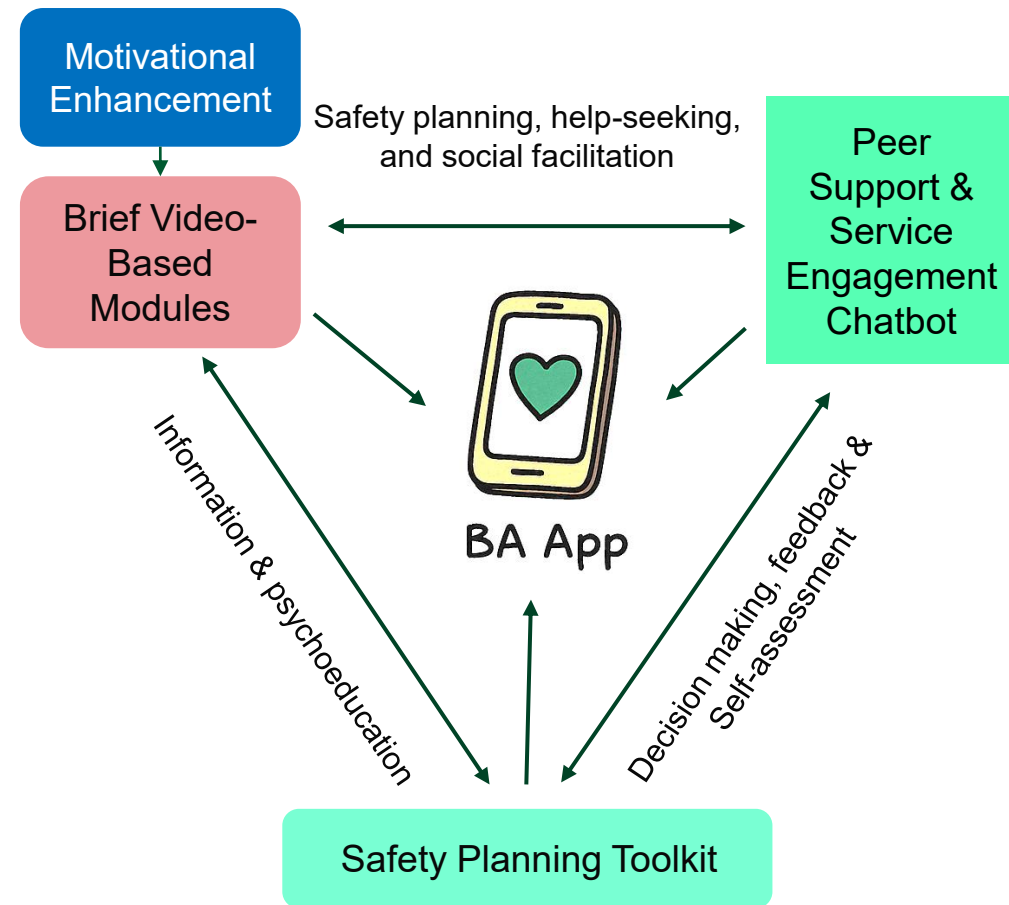 Motivational
Enhancement
Safety planning, help-seeking,
and social facilitation
Peer
Support &
Service
Engagement
Chatbot
Brief Video-
Based
Modules
BA App
Information & psychoeducation
Decision making, feedback &
Self-assessment
Safety Planning Toolkit